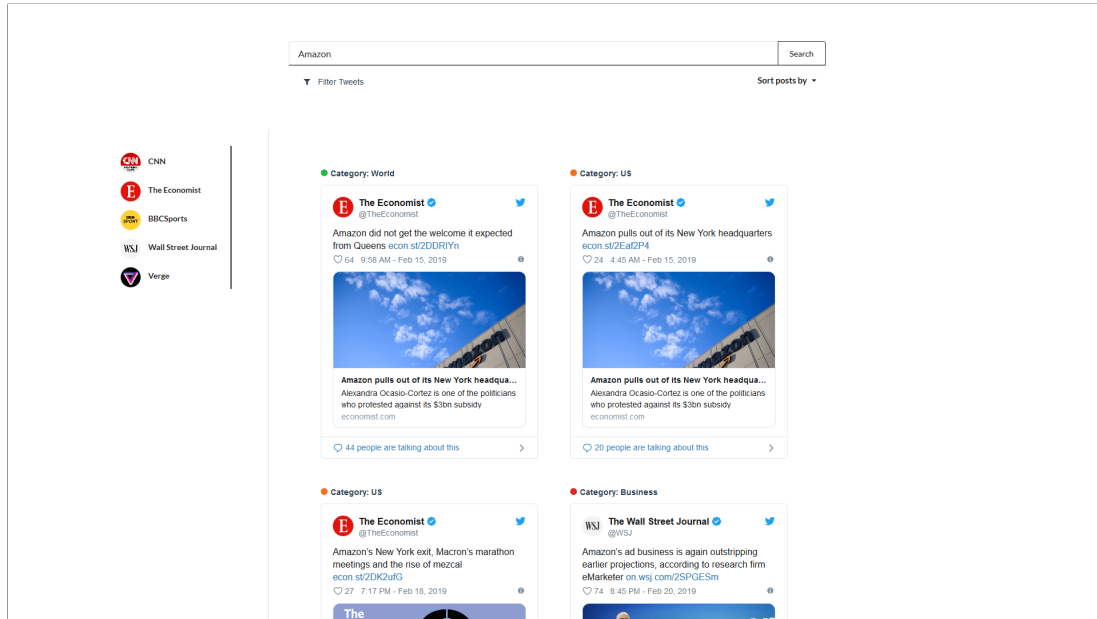 Amazon
Search
Filter Tweets
Sort posts by
CNN
The Economist
BBCSports
Wall Street Journal
Verge
Category: World
The Economist
@TheEconomist
Amazon did not get the welcome it expected
from Queens econ.st/2DDRIYn
64 9:58 AM - Feb 15, 2019
amazon
Amazon pulls out of its New York headqua...
Alexandra Ocasio-Cortez is one of the politicians
who protested against its $3bn subsidy
economist.com
44 people are talking about this
Category: US
The Economist
@TheEconomist
Amazon pulls out of its New York headquarters
econ.st/2Eaf2P4
24 4:45 AM - Feb 15, 2019
amazon
Amazon pulls out of its New York headqua...
Alexandra Ocasio-Cortez is one of the politicians
who protested against its $3bn subsidy
economist.com
20 people are talking about this
Category: US
The Economist
@TheEconomist
Amazon's New York exit, Macron's marathon
meetings and the rise of mezcal
econ.st/2DK2ufG
27 7:17 PM - Feb 18, 2019
The
Category: Business
WSJ
The Wall Street Journal
@WSJ
Amazon's ad business is again outstripping
earlier projections, according to research firm
eMarketer on.wsj.com/2SPGESm
74 8:45 PM - Feb 20, 2019